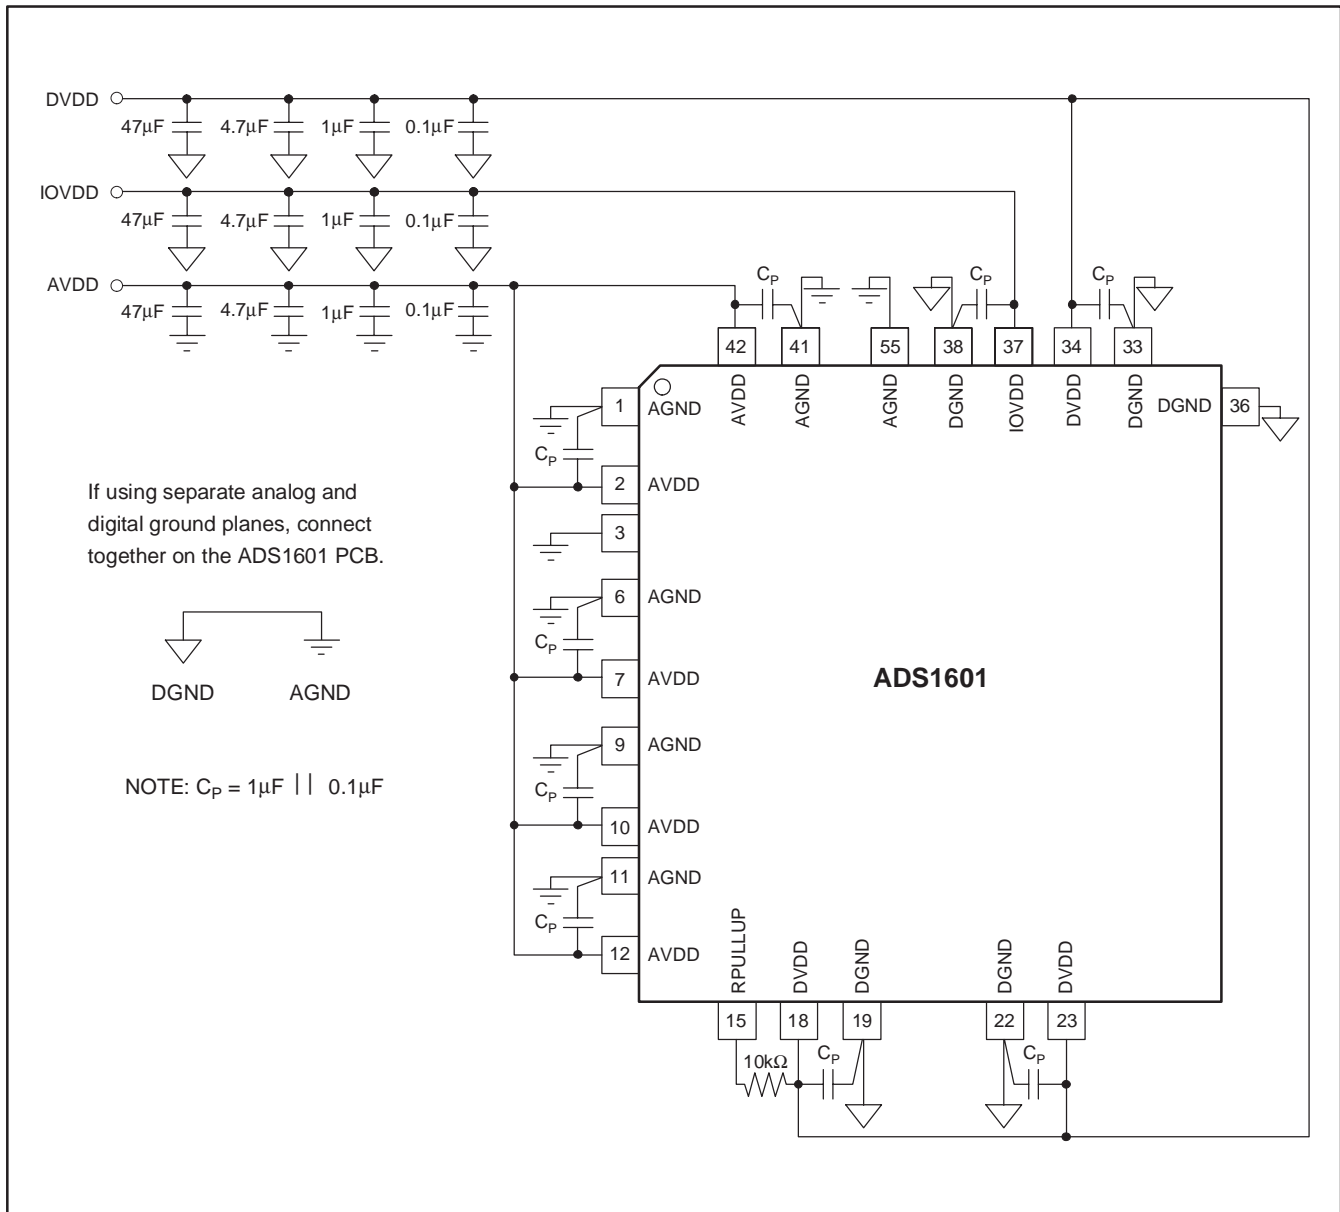 DVDD
47µF 4.7µF 1µF 0.1µF
IOVDD
47µF 4.7µF 1µF 0.1µF
AVDD
47µF 4.7µF 1µF 0.1µF
CP CP CP
42 41 55 38 37 34 33
AVDD AGND AGND DGND IOVDD DVDD DGND
DGND 36
1 AGND
CP
2 AVDD
3
6 AGND
CP
7 AVDD
9 AGND
CP
10 AVDD
11 AGND
CP
12 AVDD
If using separate analog and
digital ground planes, connect
together on the ADS1601 PCB.
DGND AGND
NOTE: CP = 1µF || 0.1µF
ADS1601
RPULLUP DVDD DGND DGND DVDD
15 18 19 22 23
10kΩ CP CP